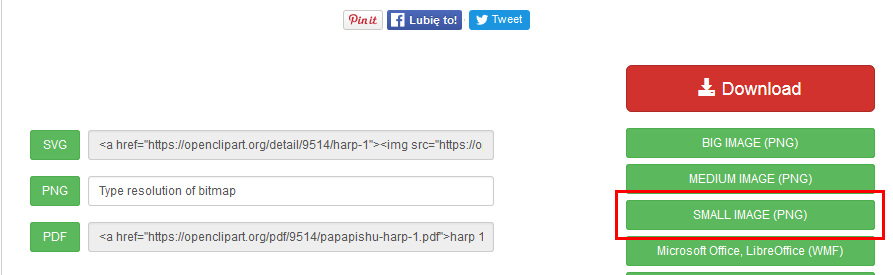 Pin it Lubię to! Tweet
Download
SVG <a href="https://openclipart.org/detail/9514/harp-1"><img src="https://o
BIG IMAGE (PNG)
MEDIUM IMAGE (PNG)
PNG Type resolution of bitmap
SMALL IMAGE (PNG)
PDF <a href="https://openclipart.org/pdf/9514/papapishu-harp-1.pdf">harp 1
Microsoft Office, LibreOffice (WMF)